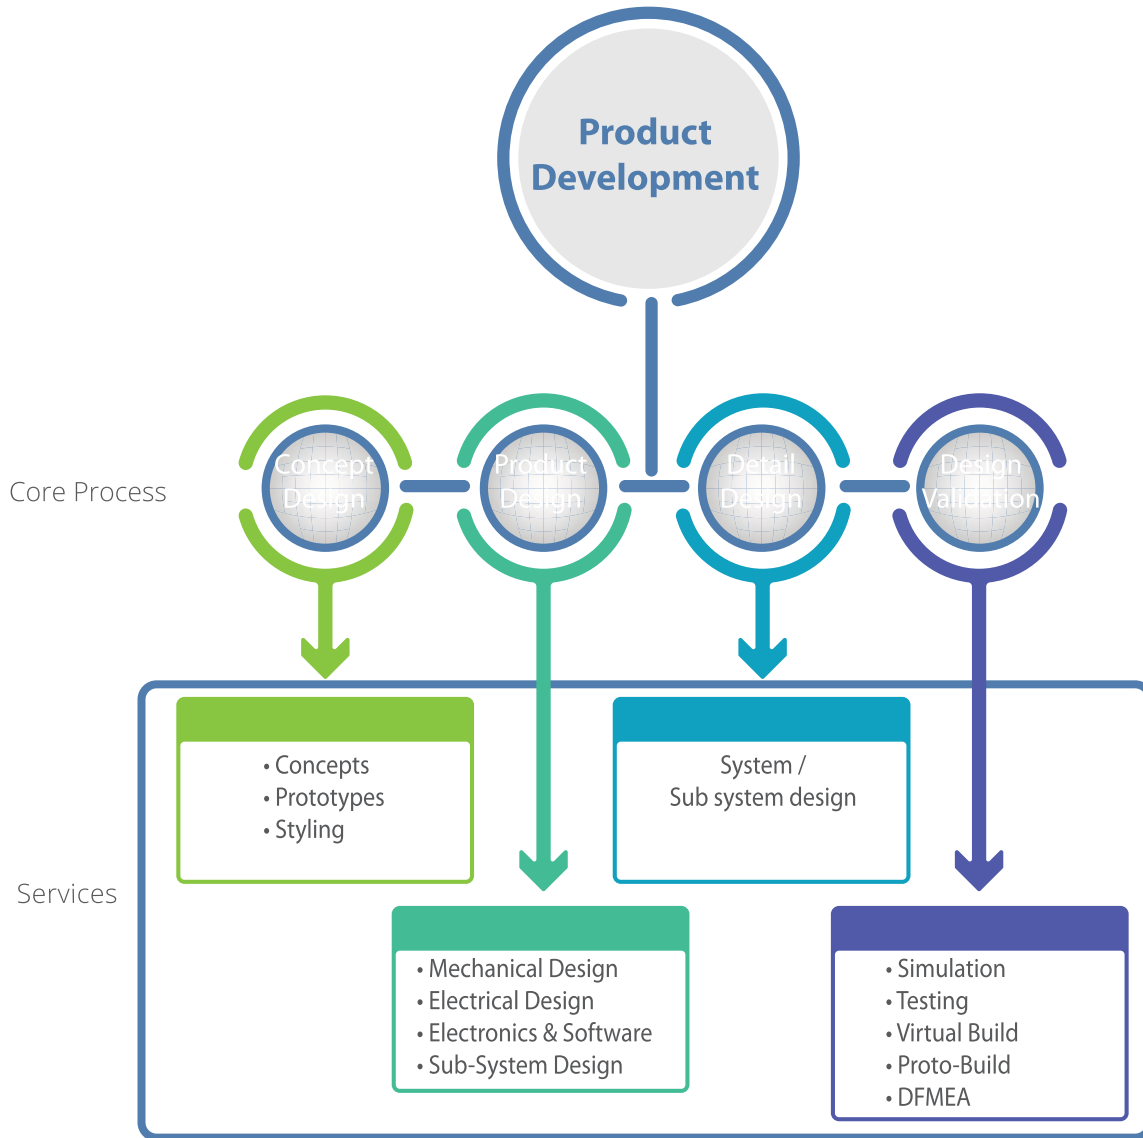 Product
Development
Core Process
Concept
Design
Product
Design
Detail
Design
Design
Validation
Services
• Concepts
• Prototypes
• Styling
System /
Sub system design
• Mechanical Design
• Electrical Design
• Electronics & Software
• Sub-System Design
• Simulation
• Testing
• Virtual Build
• Proto-Build
• DFMEA